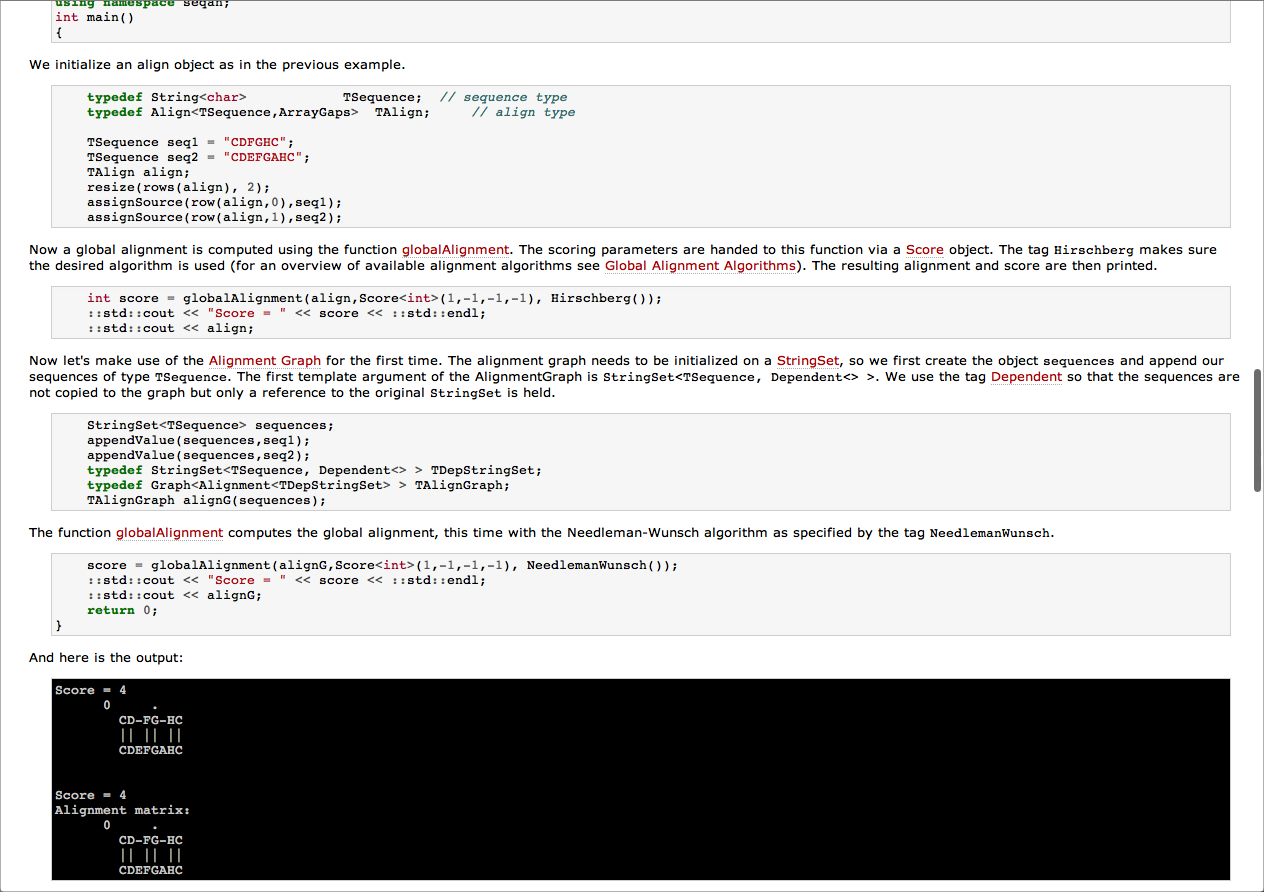 using namespace seqan;
int main()
{
We initialize an align object as in the previous example.
typedef String<char>            TSequence;  // sequence type
typedef Align<TSequence,ArrayGaps>  TAlign;     // align type
TSequence seq1 = "CDFGHC";
TSequence seq2 = "CDEFGAHC";
TAlign align;
resize(rows(align), 2);
assignSource(row(align,0),seq1);
assignSource(row(align,1),seq2);
Now a global alignment is computed using the function globalAlignment. The scoring parameters are handed to this function via a Score object. The tag Hirschberg makes sure
the desired algorithm is used (for an overview of available alignment algorithms see Global Alignment Algorithms). The resulting alignment and score are then printed.
int score = globalAlignment(align,Score<int>(1,-1,-1,-1), Hirschberg());
::std::cout << "Score = " << score << ::std::endl;
::std::cout << align;
Now let's make use of the Alignment Graph for the first time. The alignment graph needs to be initialized on a StringSet, so we first create the object sequences and append our
sequences of type TSequence. The first template argument of the AlignmentGraph is StringSet<TSequence, Dependent<> >. We use the tag Dependent so that the sequences are
not copied to the graph but only a reference to the original StringSet is held.
StringSet<TSequence> sequences;
appendValue(sequences,seq1);
appendValue(sequences,seq2);
typedef StringSet<TSequence, Dependent<> > TDepStringSet;
typedef Graph<Alignment<TDepStringSet> > TAlignGraph;
TAlignGraph alignG(sequences);
The function globalAlignment computes the global alignment, this time with the Needleman-Wunsch algorithm as specified by the tag NeedlemanWunsch.
score = globalAlignment(alignG,Score<int>(1,-1,-1,-1), NeedlemanWunsch());
::std::cout << "Score = " << score << ::std::endl;
::std::cout << alignG;
return 0;
}
And here is the output:
Score = 4
0     .
CD-FG-HC
|| || ||
CDEFGAHC
Score = 4
Alignment matrix:
0     .
CD-FG-HC
|| || ||
CDEFGAHC